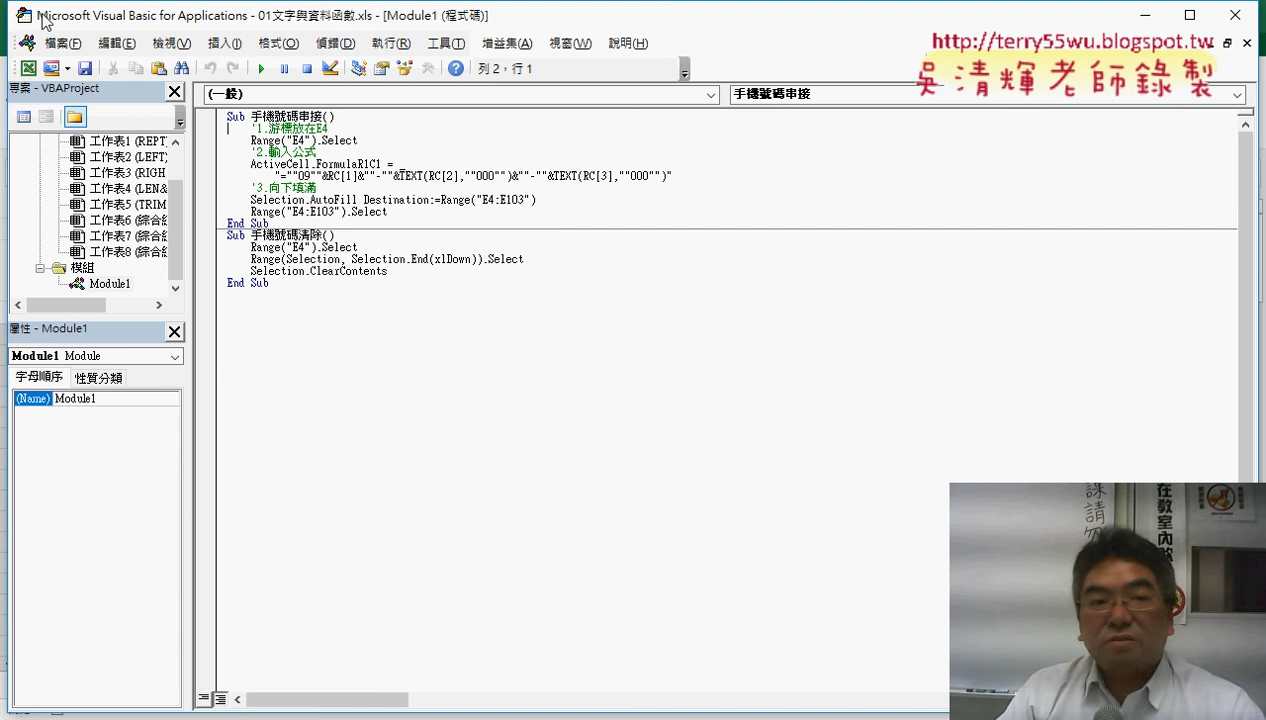 Microsoft Visual Basic for Applications - 01文字與資料函數.xls - [Module1 (程式碼)]
檔案(F) 編輯(E) 檢視(V) 插入(I) 格式(O) 偵錯(D) 執行(R) 工具(T) 增益集(A) 視窗(W) 說明(H)
http://terry55wu.blogspot.tw
吳清輝老師錄製
列 2，行 1
專案 - VBAProject
(一般)
手機號碼串接
工作表1 (REPT)
工作表2 (LEFT)
工作表3 (RIGH
工作表4 (LEN&
工作表5 (TRIM
工作表6 (綜合
工作表7 (綜合
工作表8 (綜合
模組
Module1
屬性 - Module1
Module1 Module
字母順序 性質分類
(Name) Module1
Sub 手機號碼串接()
'1.游標放在E4
Range("E4").Select
'2.輸入公式
ActiveCell.FormulaR1C1 = _
"=""09""&RC[1]&""-""&TEXT(RC[2],""000"")&""-""&TEXT(RC[3],""000"")"
'3.向下填滿
Selection.AutoFill Destination:=Range("E4:E103")
Range("E4:E103").Select
End Sub
Sub 手機號碼清除()
Range("E4").Select
Range(Selection, Selection.End(xlDown)).Select
Selection.ClearContents
End Sub
課請勿
在教室內飲